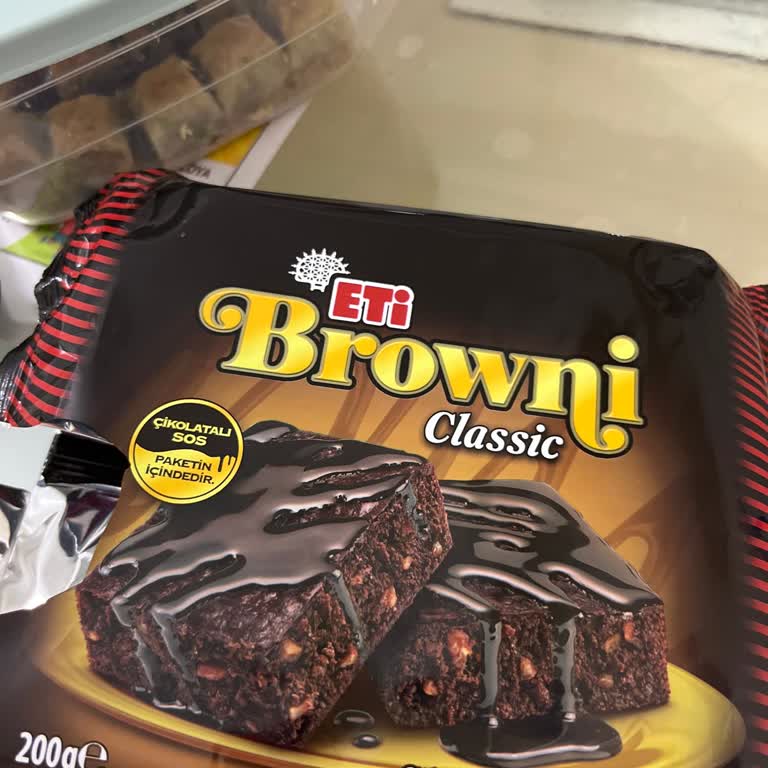 ETİ
Browni
Classic
ÇİKOLATALI
SOS
PAKETİN
İÇİNDEDİR.
200g℮